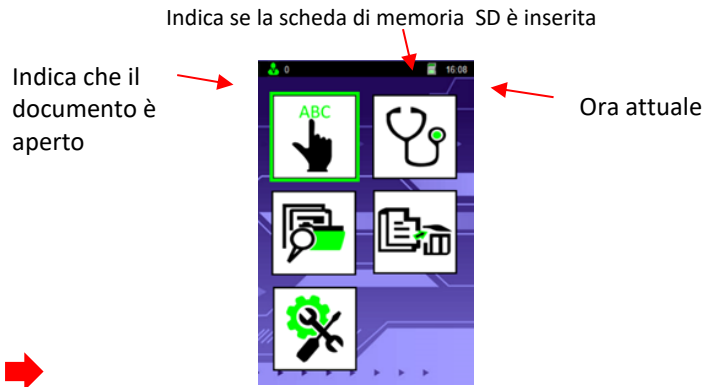 Indica se la scheda di memoria SD è inserita
0
16:08
Indica che il
documento è
aperto
Ora attuale
ABC